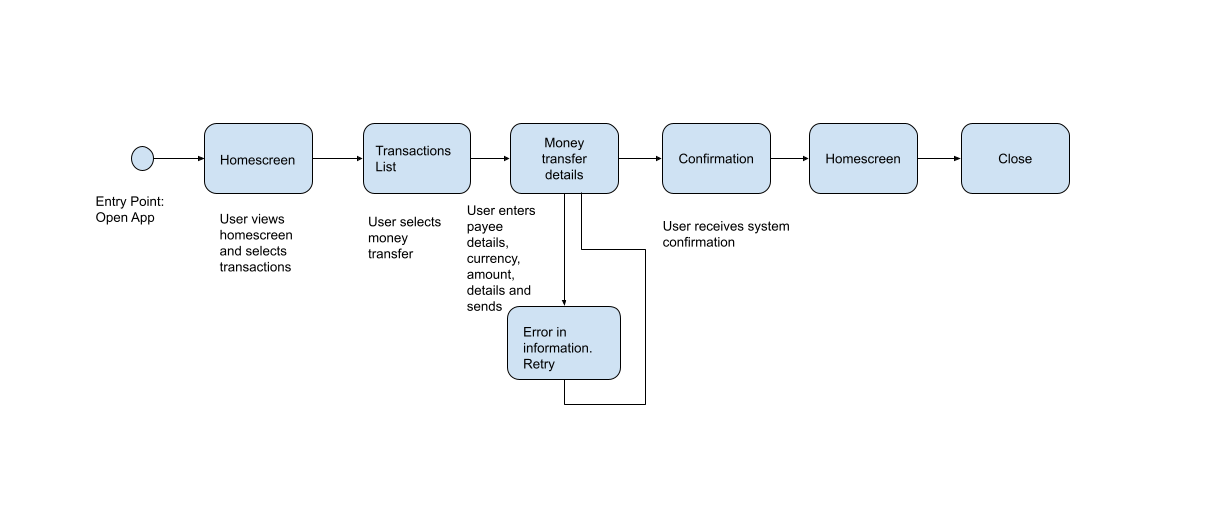 Homescreen
Transactions
List
Money
transfer
details
Confirmation
Homescreen
Close
Entry Point:
Open App
User views
homescreen
and selects
transactions
User selects
money
transfer
User enters
payee
details,
currency,
amount,
details and
sends
User receives system
confirmation
Error in
information.
Retry